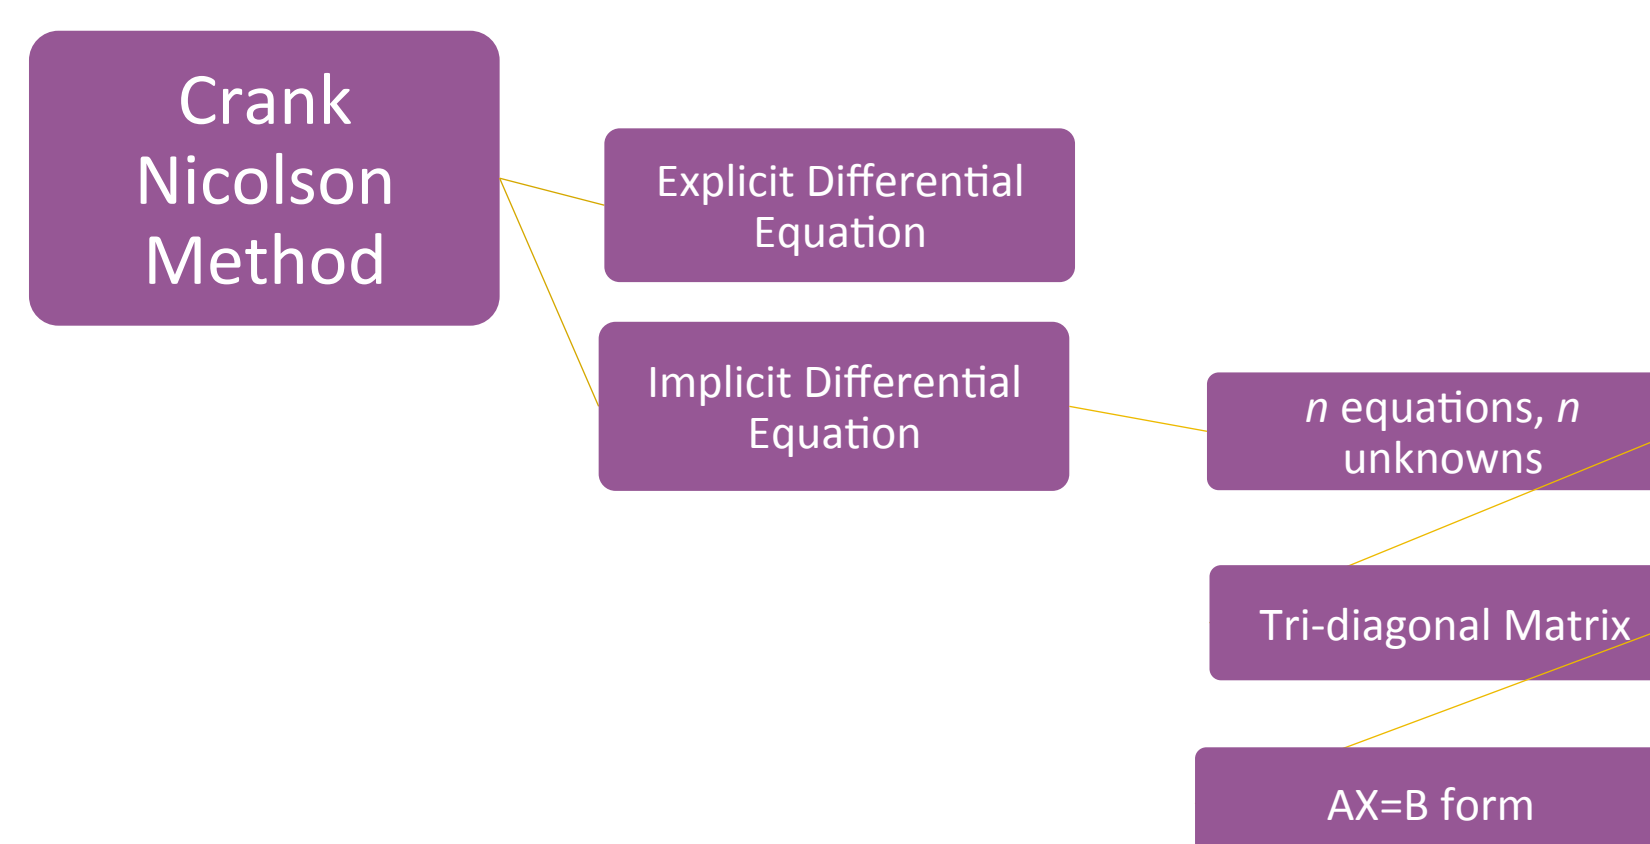 Crank
Nicolson
Method
Explicit Differential
Equation
Implicit Differential
Equation
n equations, n
unknowns
Tri-diagonal Matrix
AX=B form